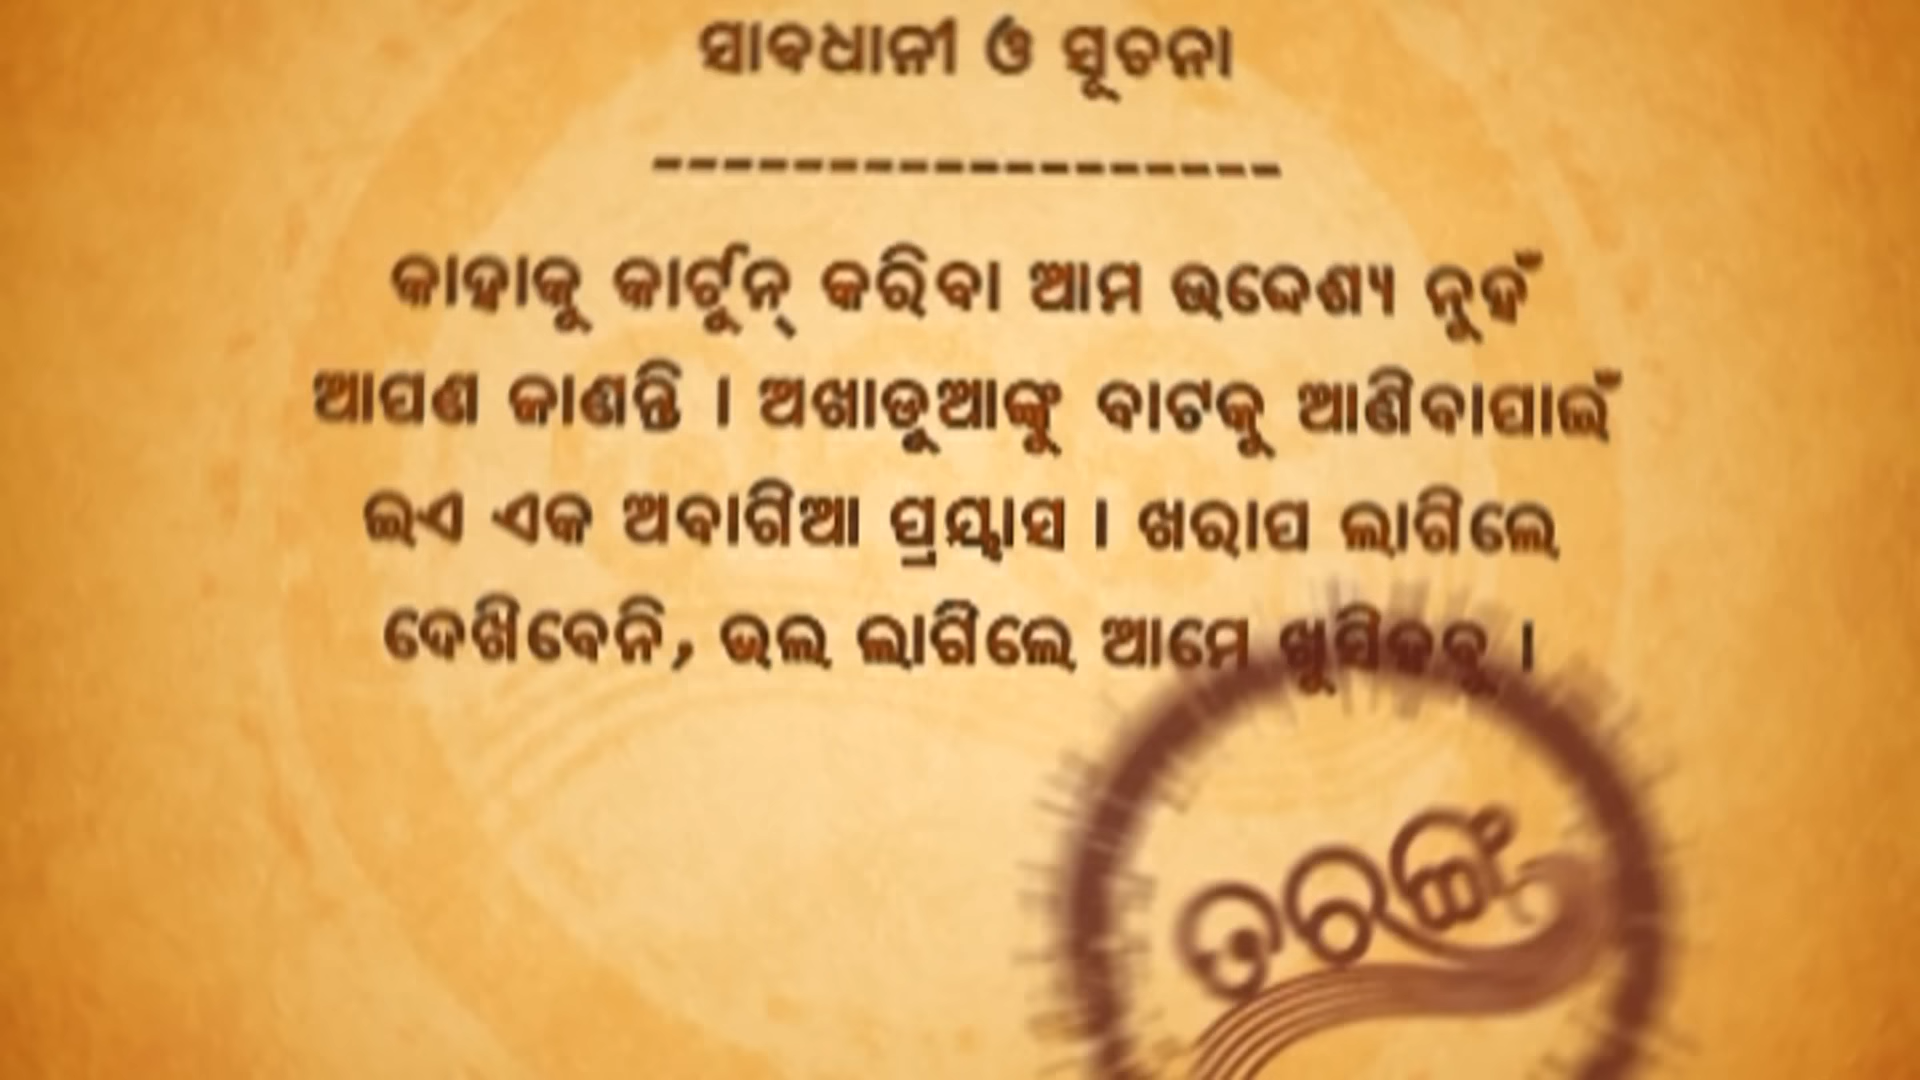 ସାବଧାନୀ ଓ ସୂଚନା
-------------------
କାହାକୁ କାର୍ଟୁନ୍ କରିବା ଆମ ଉଦ୍ଦେଶ୍ୟ ନୁହଁ
ଆପଣ ଜାଣନ୍ତି । ଅଖାଡୁଆଙ୍କୁ ବାଟକୁ ଆଣିବାପାଇଁ
ଇଏ ଏକ ଅବାଗିଆ ପ୍ରୟାସ । ଖରାପ ଲାଗିଲେ
ଦେଖିବେନି, ଭଲ ଲାଗିଲେ ଆମେ ଖୁସିହେବୁ ।
ତରଙ୍ଗ